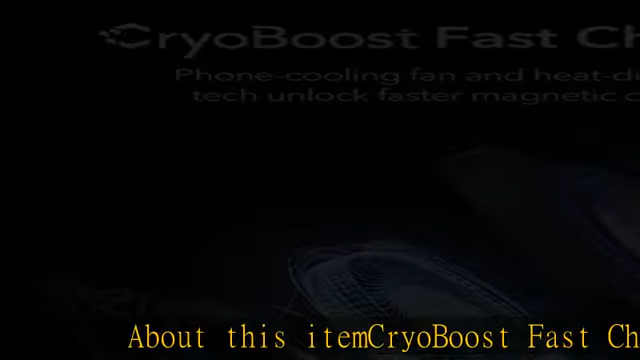 CryoBoost Fast Ch
Phone-cooling fan and heat-di
tech unlock faster magnetic c
About this itemCryoBoost Fast Ch